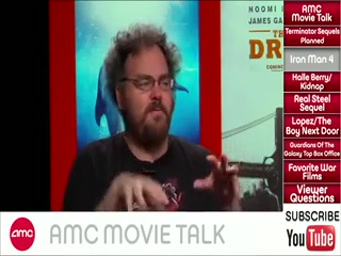 NOOMI
JAMES GA
DR
AMC
Movie Talk
Terminator Sequels
Planned
Iron Man 4
Halle Berry/
Kidnap
Real Steel
Sequel
Lopez/The
Boy Next Door
Guardians Of The
Galaxy Top Box Office
Favorite War
Films
Viewer
Questions
SUBSCRIBE
YouTube
amc AMC MOVIE TALK